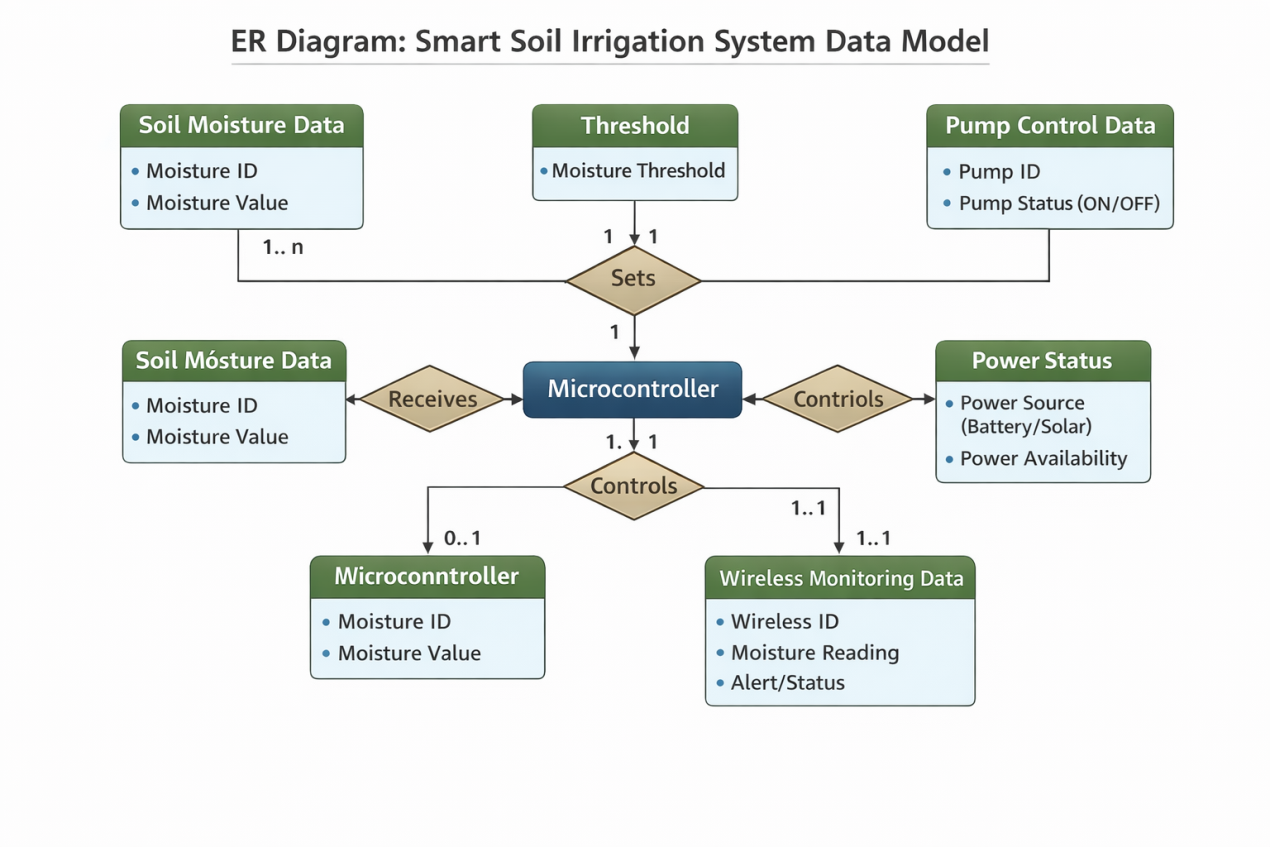 ER Diagram: Smart Soil Irrigation System Data Model
Soil Moisture Data
• Moisture ID
• Moisture Value
Threshold
• Moisture Threshold
Pump Control Data
• Pump ID
• Pump Status (ON/OFF)
1.. n
1 1
Sets
1
Soil Mósture Data
• Moisture ID
• Moisture Value
Receives
Microcontroller
Contriols
Power Status
• Power Source
(Battery/Solar)
• Power Availability
1. 1
Controls
0..1
1..1
1..1
Microconntroller
• Moisture ID
• Moisture Value
Wireless Monitoring Data
• Wireless ID
• Moisture Reading
• Alert/Status